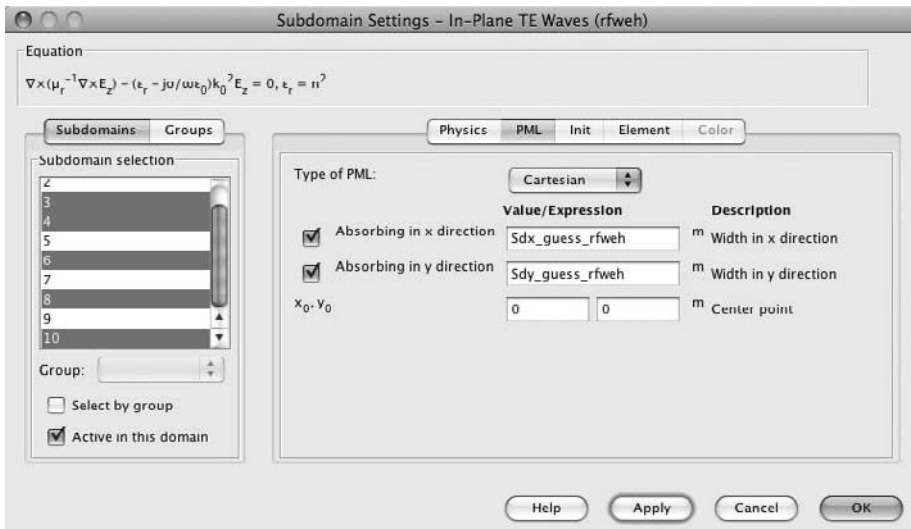 Subdomain Settings – In-Plane TE Waves (rfweh)
Equation
∇×(μr⁻¹∇×Ez) − (εr − jσ/ωε0)k0²Ez = 0, εr = n²
Subdomains Groups
Subdomain selection
2
3
4
5
6
7
8
9
10
Group:
Select by group
Active in this domain
Physics PML Init Element Color
Type of PML: Cartesian
Value/Expression Description
Absorbing in x direction Sdx_guess_rfweh m Width in x direction
Absorbing in y direction Sdy_guess_rfweh m Width in y direction
x0, y0 0 0 m Center point
Help Apply Cancel OK